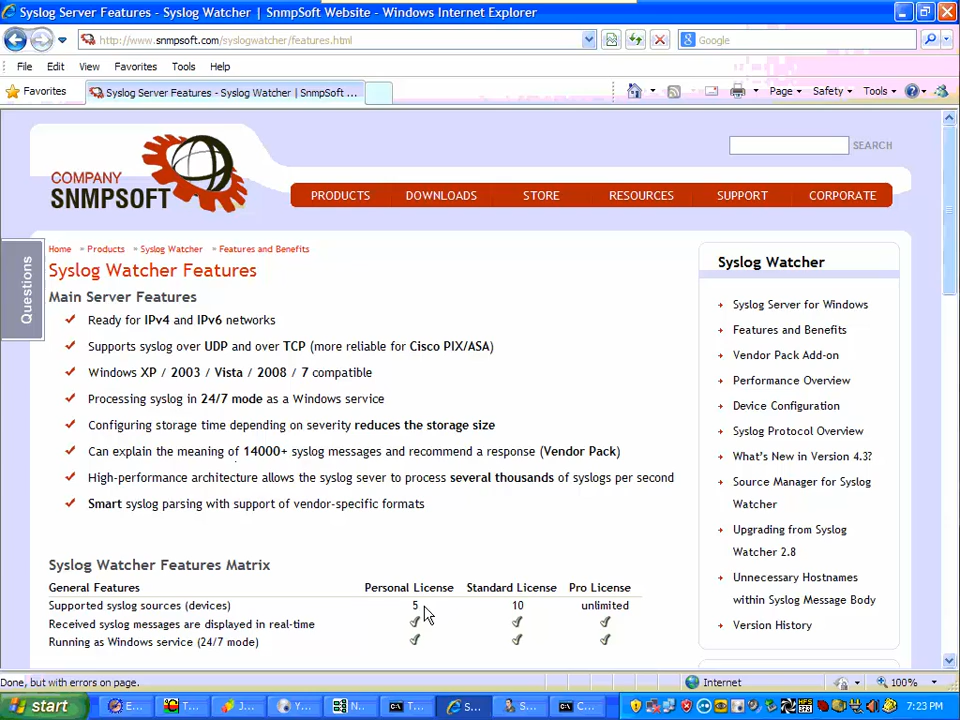 Syslog Server Features - Syslog Watcher | SnmpSoft Website - Windows Internet Explorer
http://www.snmpsoft.com/syslogwatcher/features.html
Google
File Edit View Favorites Tools Help
Favorites
Syslog Server Features - Syslog Watcher | SnmpSoft ...
Page Safety Tools
COMPANY
SNMPSOFT
SEARCH
PRODUCTS DOWNLOADS STORE RESOURCES SUPPORT CORPORATE
Questions
Home » Products » Syslog Watcher » Features and Benefits
Syslog Watcher Features
Main Server Features
Ready for IPv4 and IPv6 networks
Supports syslog over UDP and over TCP (more reliable for Cisco PIX/ASA)
Windows XP / 2003 / Vista / 2008 / 7 compatible
Processing syslog in 24/7 mode as a Windows service
Configuring storage time depending on severity reduces the storage size
Can explain the meaning of 14000+ syslog messages and recommend a response (Vendor Pack)
High-performance architecture allows the syslog sever to process several thousands of syslogs per second
Smart syslog parsing with support of vendor-specific formats
Syslog Watcher Features Matrix
General Features Personal License Standard License Pro License
Supported syslog sources (devices) 5 10 unlimited
Received syslog messages are displayed in real-time
Running as Windows service (24/7 mode)
Syslog Watcher
Syslog Server for Windows
Features and Benefits
Vendor Pack Add-on
Performance Overview
Device Configuration
Syslog Protocol Overview
What's New in Version 4.3?
Source Manager for Syslog
Watcher
Upgrading from Syslog
Watcher 2.8
Unnecessary Hostnames
within Syslog Message Body
Version History
Done, but with errors on page.
Internet
100%
start
E... T... J... Y... N... T... S... S... C...
7:23 PM